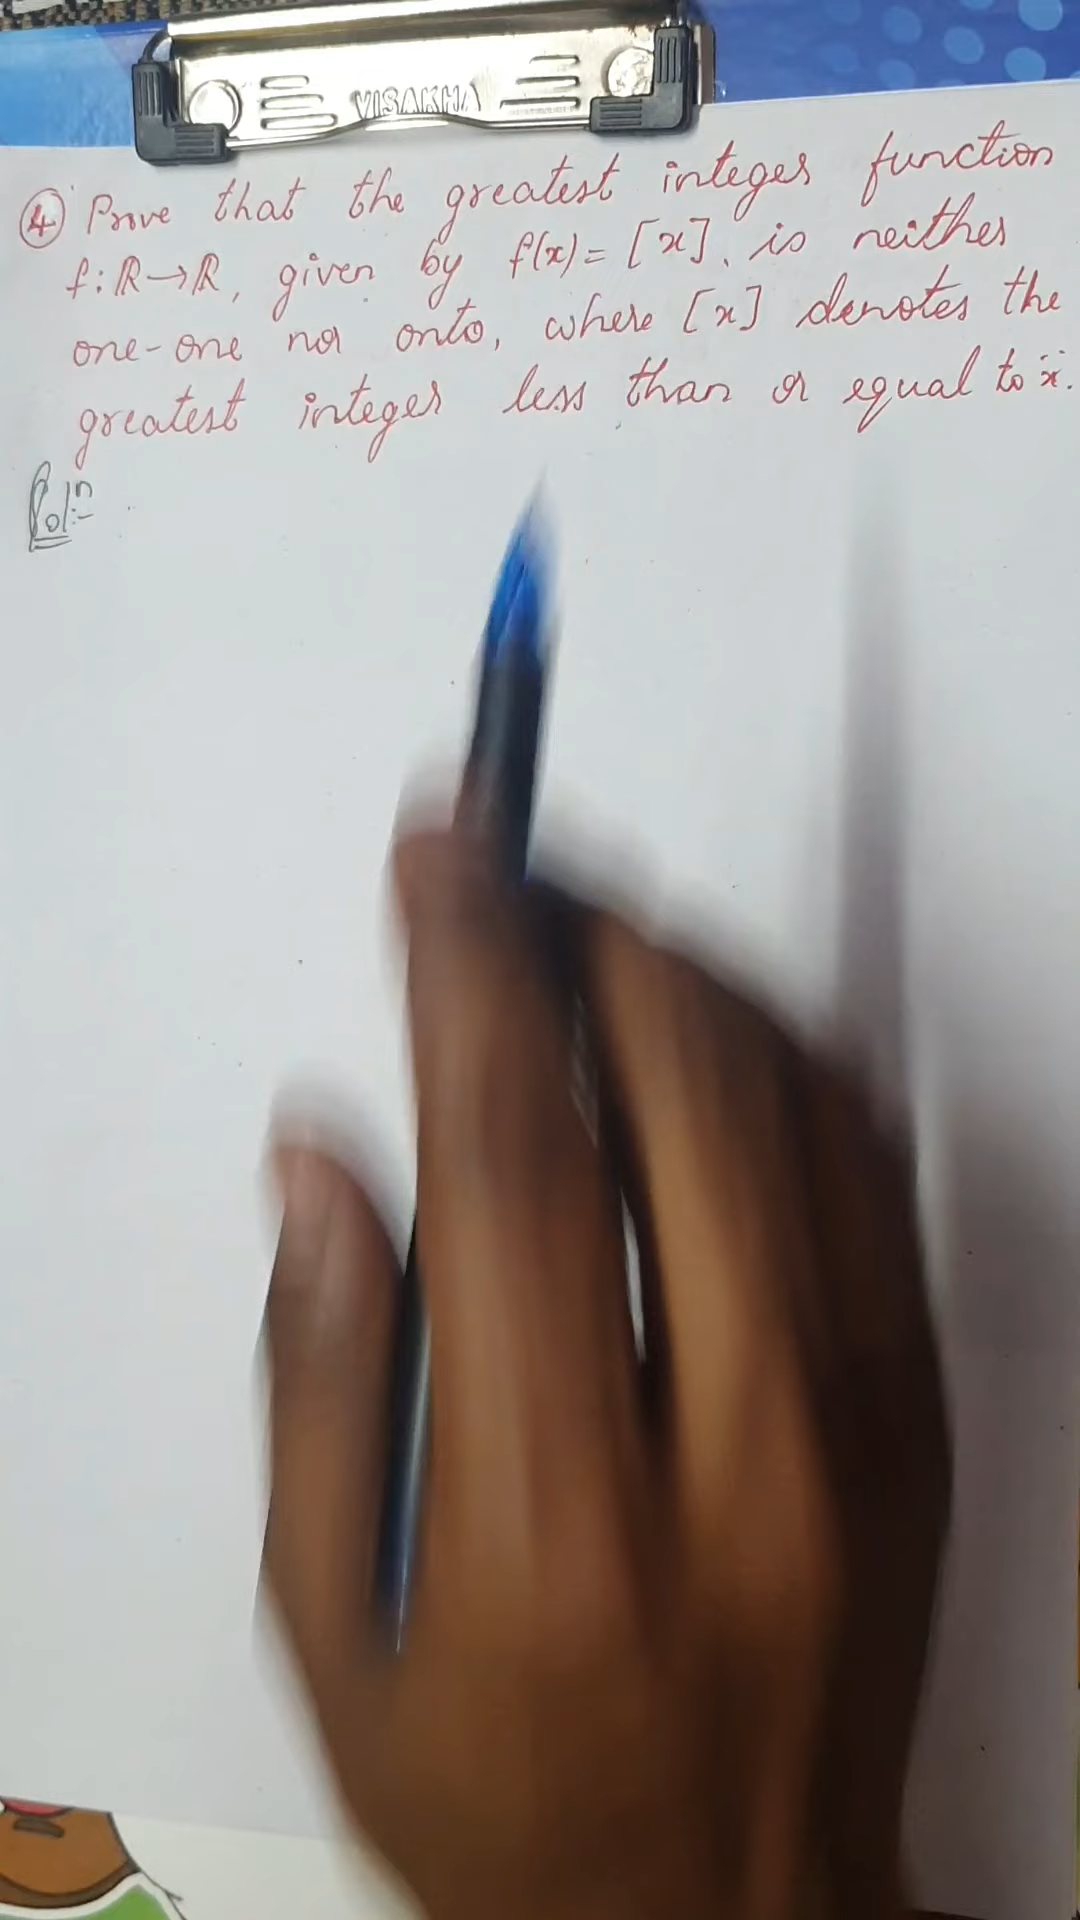 VISAKHA
④ Prove that the greatest integer function
f: ℝ→ℝ, given by f(x) = [x], is neither
one-one nor onto, where [x] denotes the
greatest integer less than or equal to x.
Sol:n